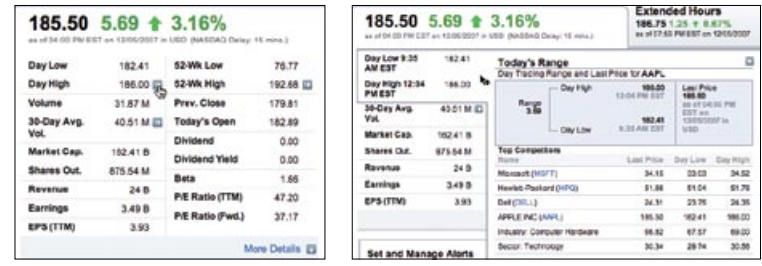 185.50 5.69 3.16%
as of 04:00 PM EST on 12/05/2007 in USD (NASDAQ Delay: 15 mins.)
Day Low 182.41 52-Wk Low 76.77
Day High 186.00 52-Wk High 192.68
Volume 31.87 M Prev. Close 179.81
30-Day Avg. Vol. 40.51 M Today's Open 182.89
Dividend 0.00
Market Cap. 162.41 B Dividend Yield 0.00
Shares Out. 875.54 M Beta 1.66
Revenue 24 B P/E Ratio (TTM) 47.20
Earnings 3.49 B P/E Ratio (Fwd.) 37.17
EPS (TTM) 3.93
More Details
185.50 5.69 3.16%
as of 04:00 PM EST on 12/05/2007 in USD (NASDAQ Delay: 15 mins.)
Extended Hours
186.75 1.25
as of 07:50 PM EST on 12/05/2007
Day Low 9:35 AM EST 182.41
Day High 12:04 PM EST 186.00
30-Day Avg. Vol. 40.51 M
Market Cap. 162.41 B
Shares Out. 875.54 M
Revenue 24 B
Earnings 3.49 B
EPS (TTM) 3.93
Set and Manage Alerts
Today's Range
Day Tracing Range and Last Price for AAPL
Day High 186.00
12:04 PM EST
Range
3.59
182.41
Day Low 9:35 AM EST
Last Price
185.50
as of 04:00 PM
EST on
12/05/2007 in
USD
Top Competitors
Name Last Price Day Low Day High
Microsoft (MSFT) 34.15 33.03 34.52
Hewlett-Packard (HPQ) 51.04 51.78
Dell (DELL) 24.31 23.75 24.35
APPLE INC (AAPL) 185.50 182.41 186.00
Industry: Computer Hardware 67.57 69.00
Sector: Technology 30.34 30.56